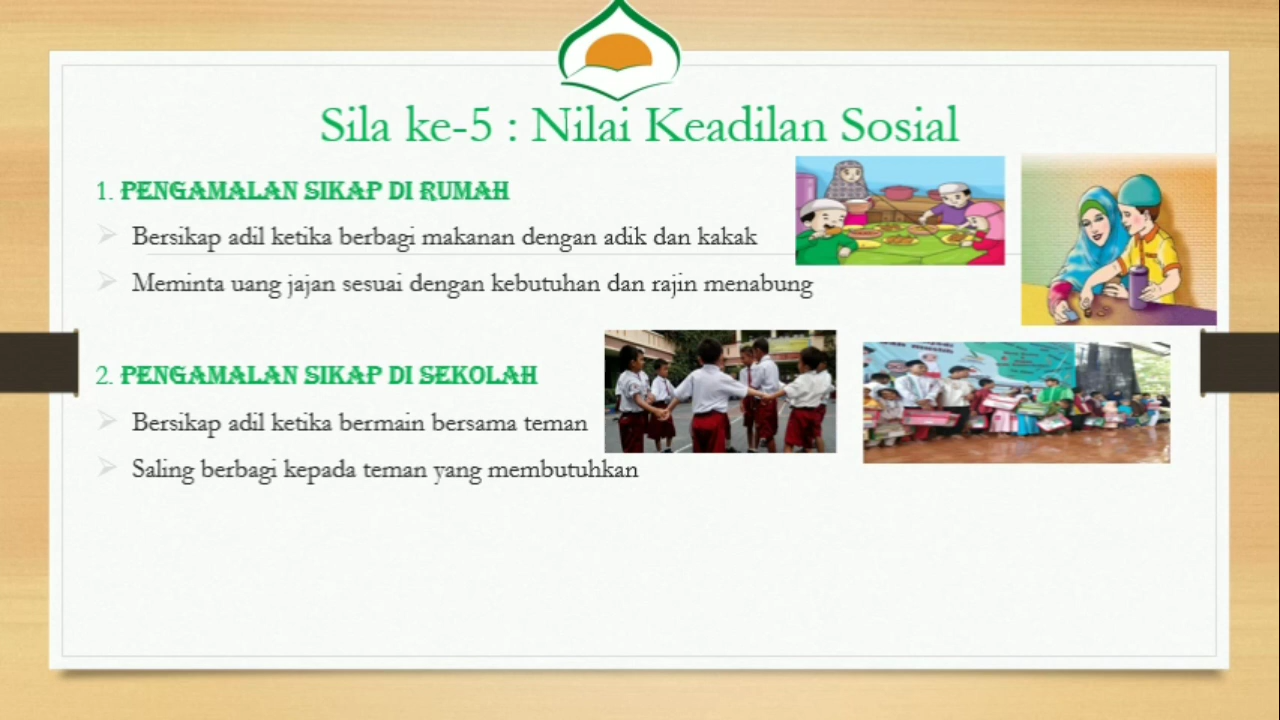 Sila ke-5 : Nilai Keadilan Sosial
1. PENGAMALAN SIKAP DI RUMAH
Bersikap adil ketika berbagi makanan dengan adik dan kakak
Meminta uang jajan sesuai dengan kebutuhan dan rajin menabung
2. PENGAMALAN SIKAP DI SEKOLAH
Bersikap adil ketika bermain bersama teman
Saling berbagi kepada teman yang membutuhkan